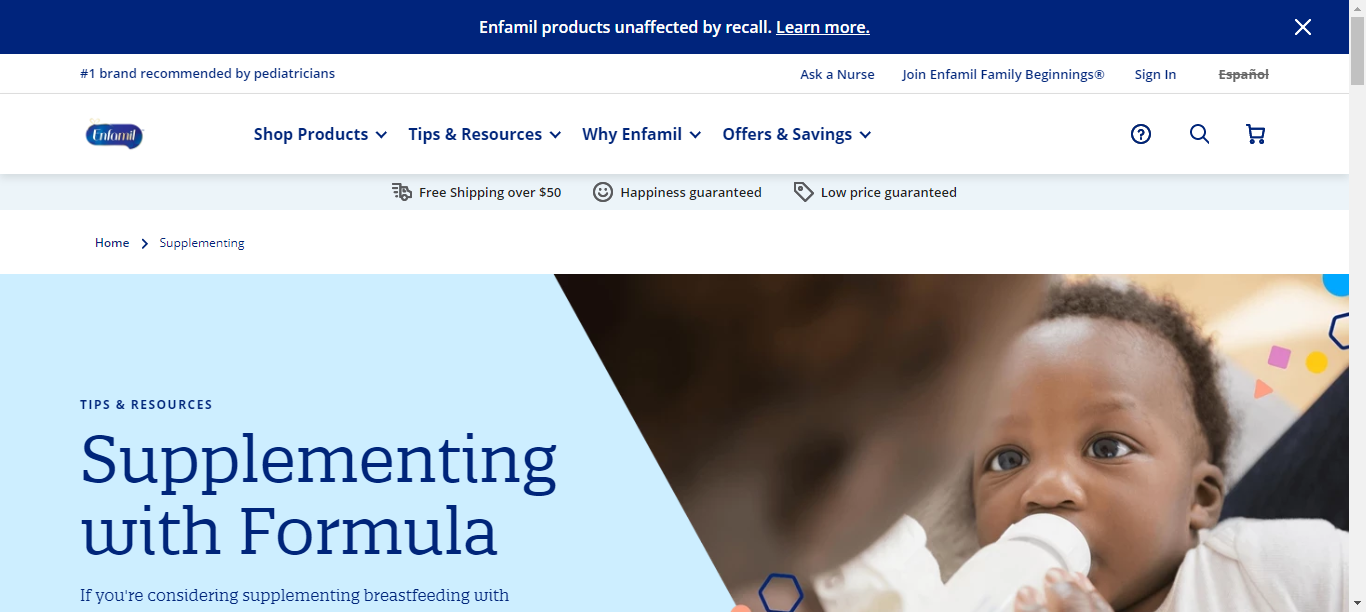 Enfamil products unaffected by recall. Learn more.
#1 brand recommended by pediatricians
Ask a Nurse
Join Enfamil Family Beginnings®
Sign In
Español
Enfamil
Shop Products
Tips & Resources
Why Enfamil
Offers & Savings
Free Shipping over $50
Happiness guaranteed
Low price guaranteed
Home
Supplementing
TIPS & RESOURCES
Supplementing
with Formula
If you're considering supplementing breastfeeding with